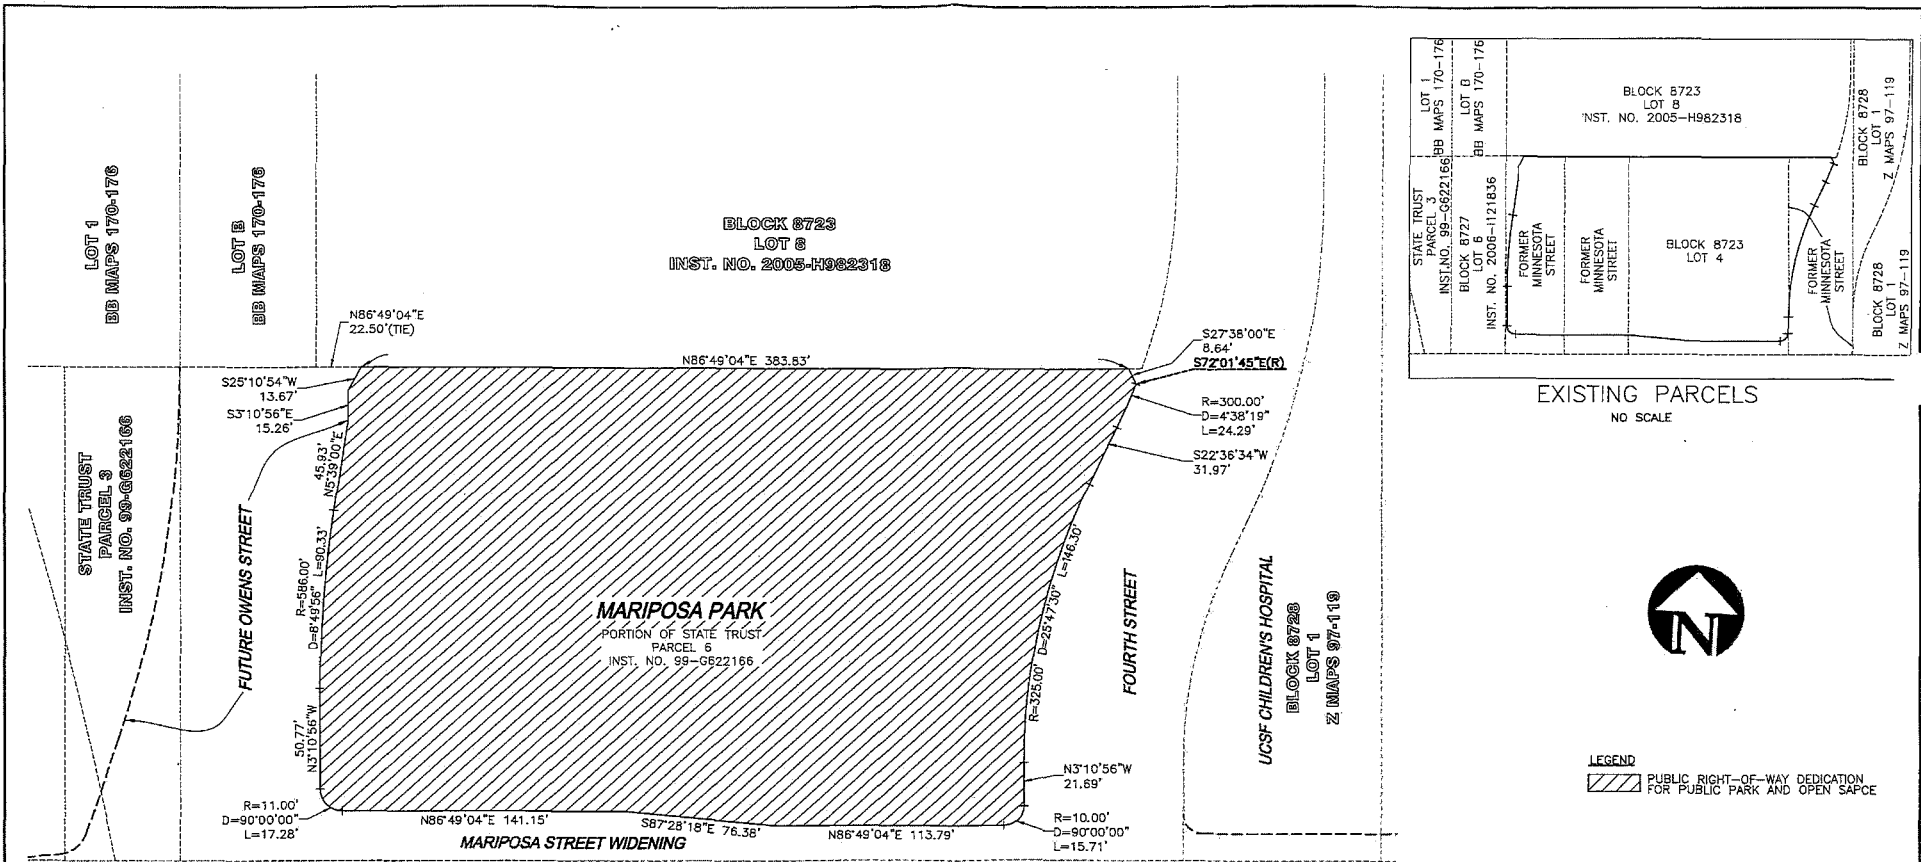 LOT 1
BB MAPS 170-176
LOT B
BB MAPS 170-176
BLOCK 8723
LOT 8
INST. NO. 2005-H982318
N86°49'04"E
22.50'(TIE)
N86°49'04"E 383.83'
S27°38'00"E
8.64'
S72°01'45"E(R)
S25°10'54"W
13.67'
S3°10'56"E
15.26'
R=300.00'
D=4°38'19"
L=24.29'
S22°36'34"W
31.97'
STATE TRUST
PARCEL 3
INST. NO. 99-G622166
FUTURE OWENS STREET
45.93'
N5°39'00"E
R=586.00'
D=8°49'56" L=90.33'
50.77'
N3°10'56"W
MARIPOSA PARK
PORTION OF STATE TRUST
PARCEL 6
INST. NO. 99-G622166
R=325.00' D=25°47'30" L=146.30'
FOURTH STREET
UCSF CHILDREN'S HOSPITAL
BLOCK 8728
LOT 1
Z MAPS 97-119
N3°10'56"W
21.69'
R=11.00'
D=90°00'00"
L=17.28'
N86°49'04"E 141.15'
S87°28'18"E 76.38'
N86°49'04"E 113.79'
R=10.00'
D=90°00'00"
L=15.71'
MARIPOSA STREET WIDENING
LOT 1
BB MAPS 170-176
LOT B
BB MAPS 170-176
BLOCK 8723
LOT 8
INST. NO. 2005-H982318
BLOCK 8728
LOT 1
Z MAPS 97-119
STATE TRUST
PARCEL 3
INST.NO. 99-G622166
BLOCK 8727
LOT 6
INST. NO. 2006-I121836
FORMER
MINNESOTA
STREET
FORMER
MINNESOTA
STREET
BLOCK 8723
LOT 4
FORMER
MINNESOTA
STREET
BLOCK 8728
LOT 1
Z MAPS 97-119
EXISTING PARCELS
NO SCALE
N
LEGEND
PUBLIC RIGHT-OF-WAY DEDICATION
FOR PUBLIC PARK AND OPEN SAPCE